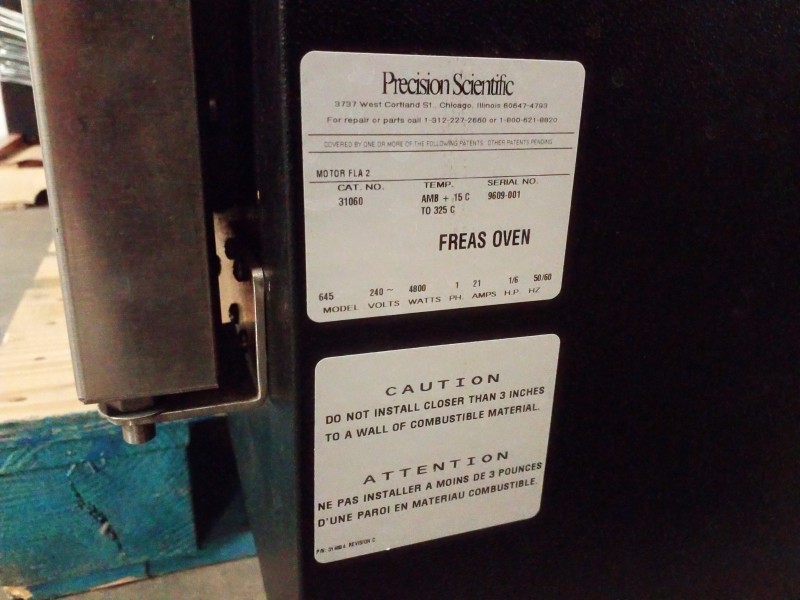 Precision Scientific
3737 West Cortland St., Chicago, Illinois 60647-4793
For repair or parts call 1-312-227-2660 or 1-800-621-8820
COVERED BY ONE OR MORE OF THE FOLLOWING PATENTS. OTHER PATENTS PENDING
MOTOR FLA 2
CAT. NO. TEMP. SERIAL NO.
31060 AMB + 15 C 9609-001
TO 325 C
FREAS OVEN
645 240 ~ 4800 1 21 1/6 50/60
MODEL VOLTS WATTS PH. AMPS H.P. HZ
CAUTION
DO NOT INSTALL CLOSER THAN 3 INCHES
TO A WALL OF COMBUSTIBLE MATERIAL.
ATTENTION
NE PAS INSTALLER A MOINS DE 3 POUNCES
D'UNE PAROI EN MATERIAU COMBUSTIBLE.
P/N: REVISION C